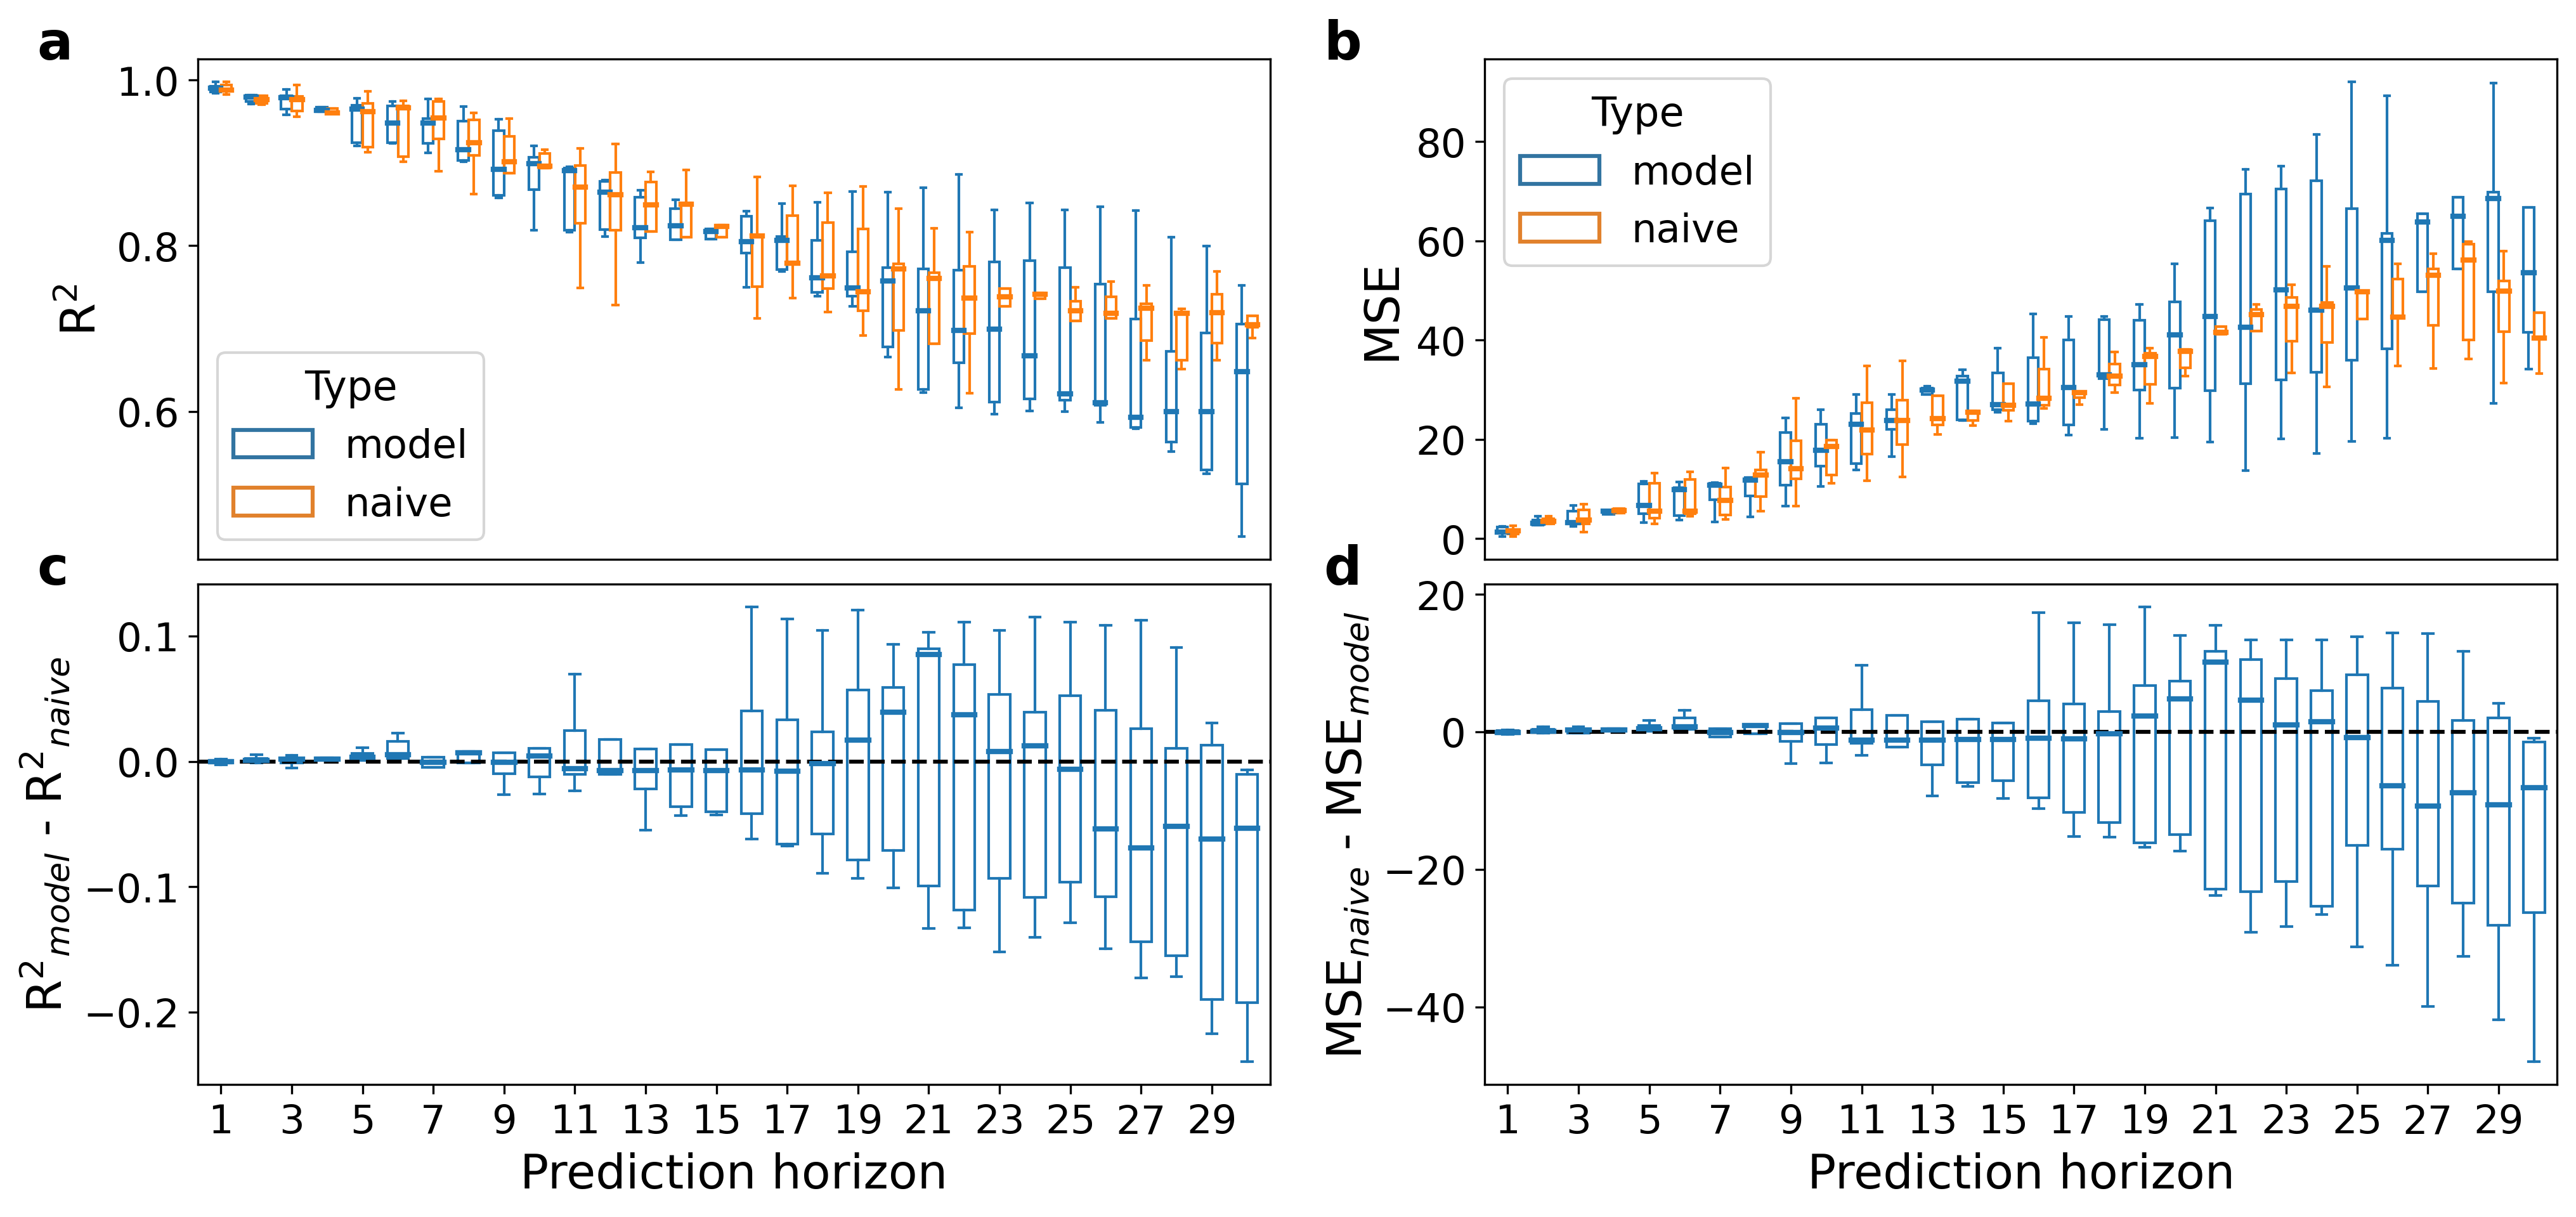 a
1.0
0.8
0.6
R²
Type
model
naive
b
80
60
40
20
0
MSE
Type
model
naive
c
0.1
0.0
−0.1
−0.2
R²model - R²naive
1 3 5 7 9 11 13 15 17 19 21 23 25 27 29
Prediction horizon
d
20
0
−20
−40
MSEnaive - MSEmodel
1 3 5 7 9 11 13 15 17 19 21 23 25 27 29
Prediction horizon